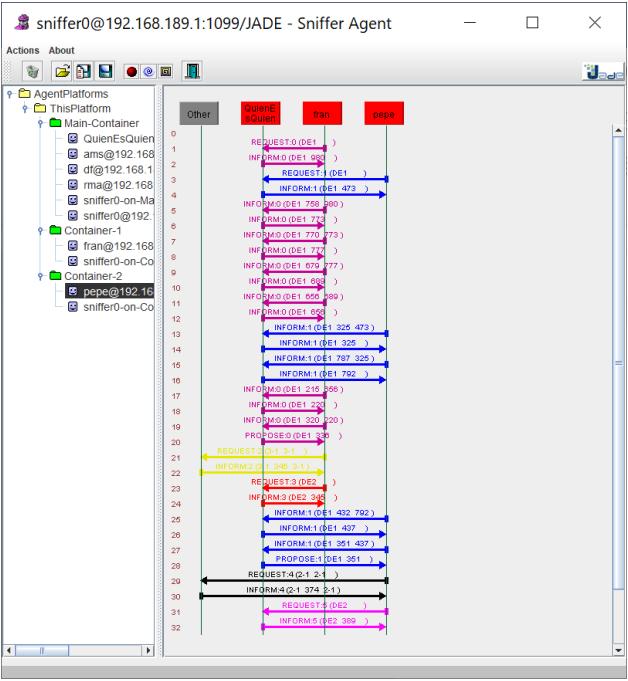 sniffer0@192.168.189.1:1099/JADE - Sniffer Agent
Actions About
Jade
AgentPlatforms
ThisPlatform
Main-Container
QuienEsQuien
ams@192.168
df@192.168.1
rma@192.168
sniffer0-on-Ma
sniffer0@192.
Container-1
fran@192.168
sniffer0-on-Co
Container-2
pepe@192.16
sniffer0-on-Co
Other
QuienE
sQuien
fran
pepe
0
1 REQUEST:0 (DE1 )
2 INFORM:0 (DE1 980 )
3 REQUEST:1 (DE1 )
4 INFORM:1 (DE1 473 )
5 INFORM:0 (DE1 758 980 )
6 INFORM:0 (DE1 773 )
7 INFORM:0 (DE1 770 773 )
8 INFORM:0 (DE1 777 )
9 INFORM:0 (DE1 679 777 )
10 INFORM:0 (DE1 689 )
11 INFORM:0 (DE1 656 689 )
12 INFORM:0 (DE1 656 )
13 INFORM:1 (DE1 325 473 )
14 INFORM:1 (DE1 325 )
15 INFORM:1 (DE1 787 325 )
16 INFORM:1 (DE1 792 )
17 INFORM:0 (DE1 215 656 )
18 INFORM:0 (DE1 220 )
19 INFORM:0 (DE1 320 220 )
20 PROPOSE:0 (DE1 )
21 REQUEST:2 (3-1 3-1 )
22 INFORM:2 (3-1 345 3-1 )
23 REQUEST:3 (DE2 )
24 INFORM:3 (DE2 345 )
25 INFORM:1 (DE1 432 792 )
26 INFORM:1 (DE1 437 )
27 INFORM:1 (DE1 351 437 )
28 PROPOSE:1 (DE1 351 )
29 REQUEST:4 (2-1 2-1 )
30 INFORM:4 (2-1 374 2-1 )
31 REQUEST:5 (DE2 )
32 INFORM:5 (DE2 389 )